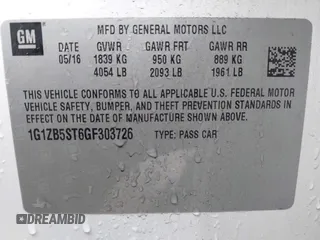 GM
MFD BY GENERAL MOTORS LLC
05/16 GVWR GAWR FRT GAWR RR
1839 KG 950 KG 889 KG
4054 LB 2093 LB 1961 LB
THIS VEHICLE CONFORMS TO ALL APPLICABLE U.S. FEDERAL MOTOR
VEHICLE SAFETY, BUMPER, AND THEFT PREVENTION STANDARDS IN
EFFECT ON THE DATE OF MANUFACTURE SHOWN ABOVE.
1G1ZB5ST6GF303726 TYPE: PASS CAR
DRIVEDAD